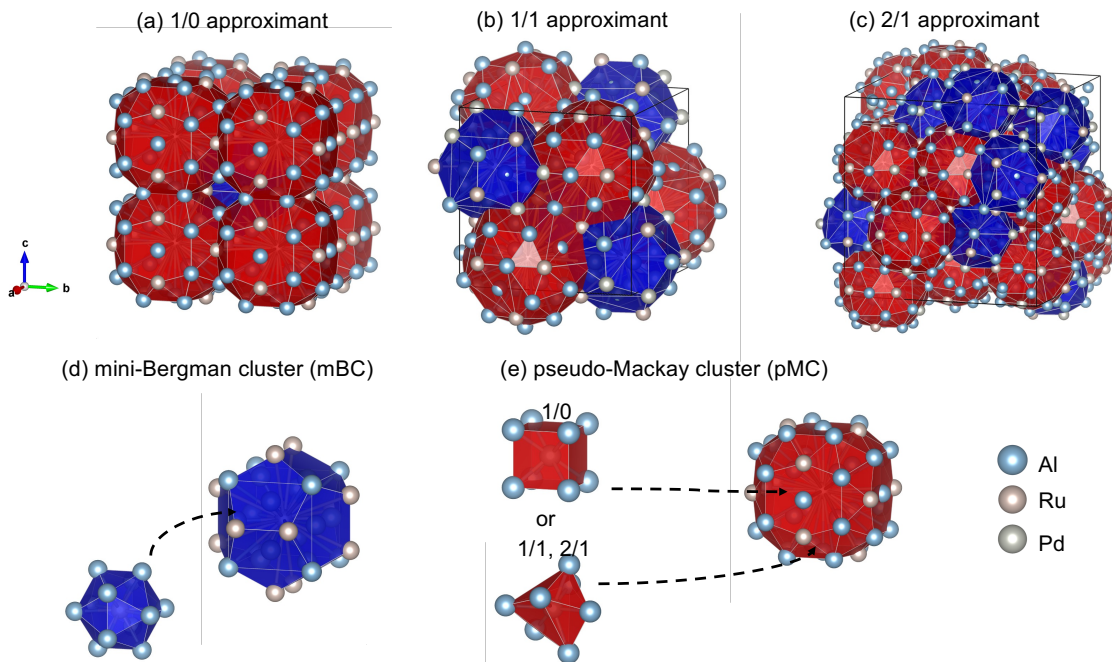 (a) 1/0 approximant
(b) 1/1 approximant
(c) 2/1 approximant
c
a
b
(d) mini-Bergman cluster (mBC)
(e) pseudo-Mackay cluster (pMC)
1/0
or
1/1, 2/1
Al
Ru
Pd